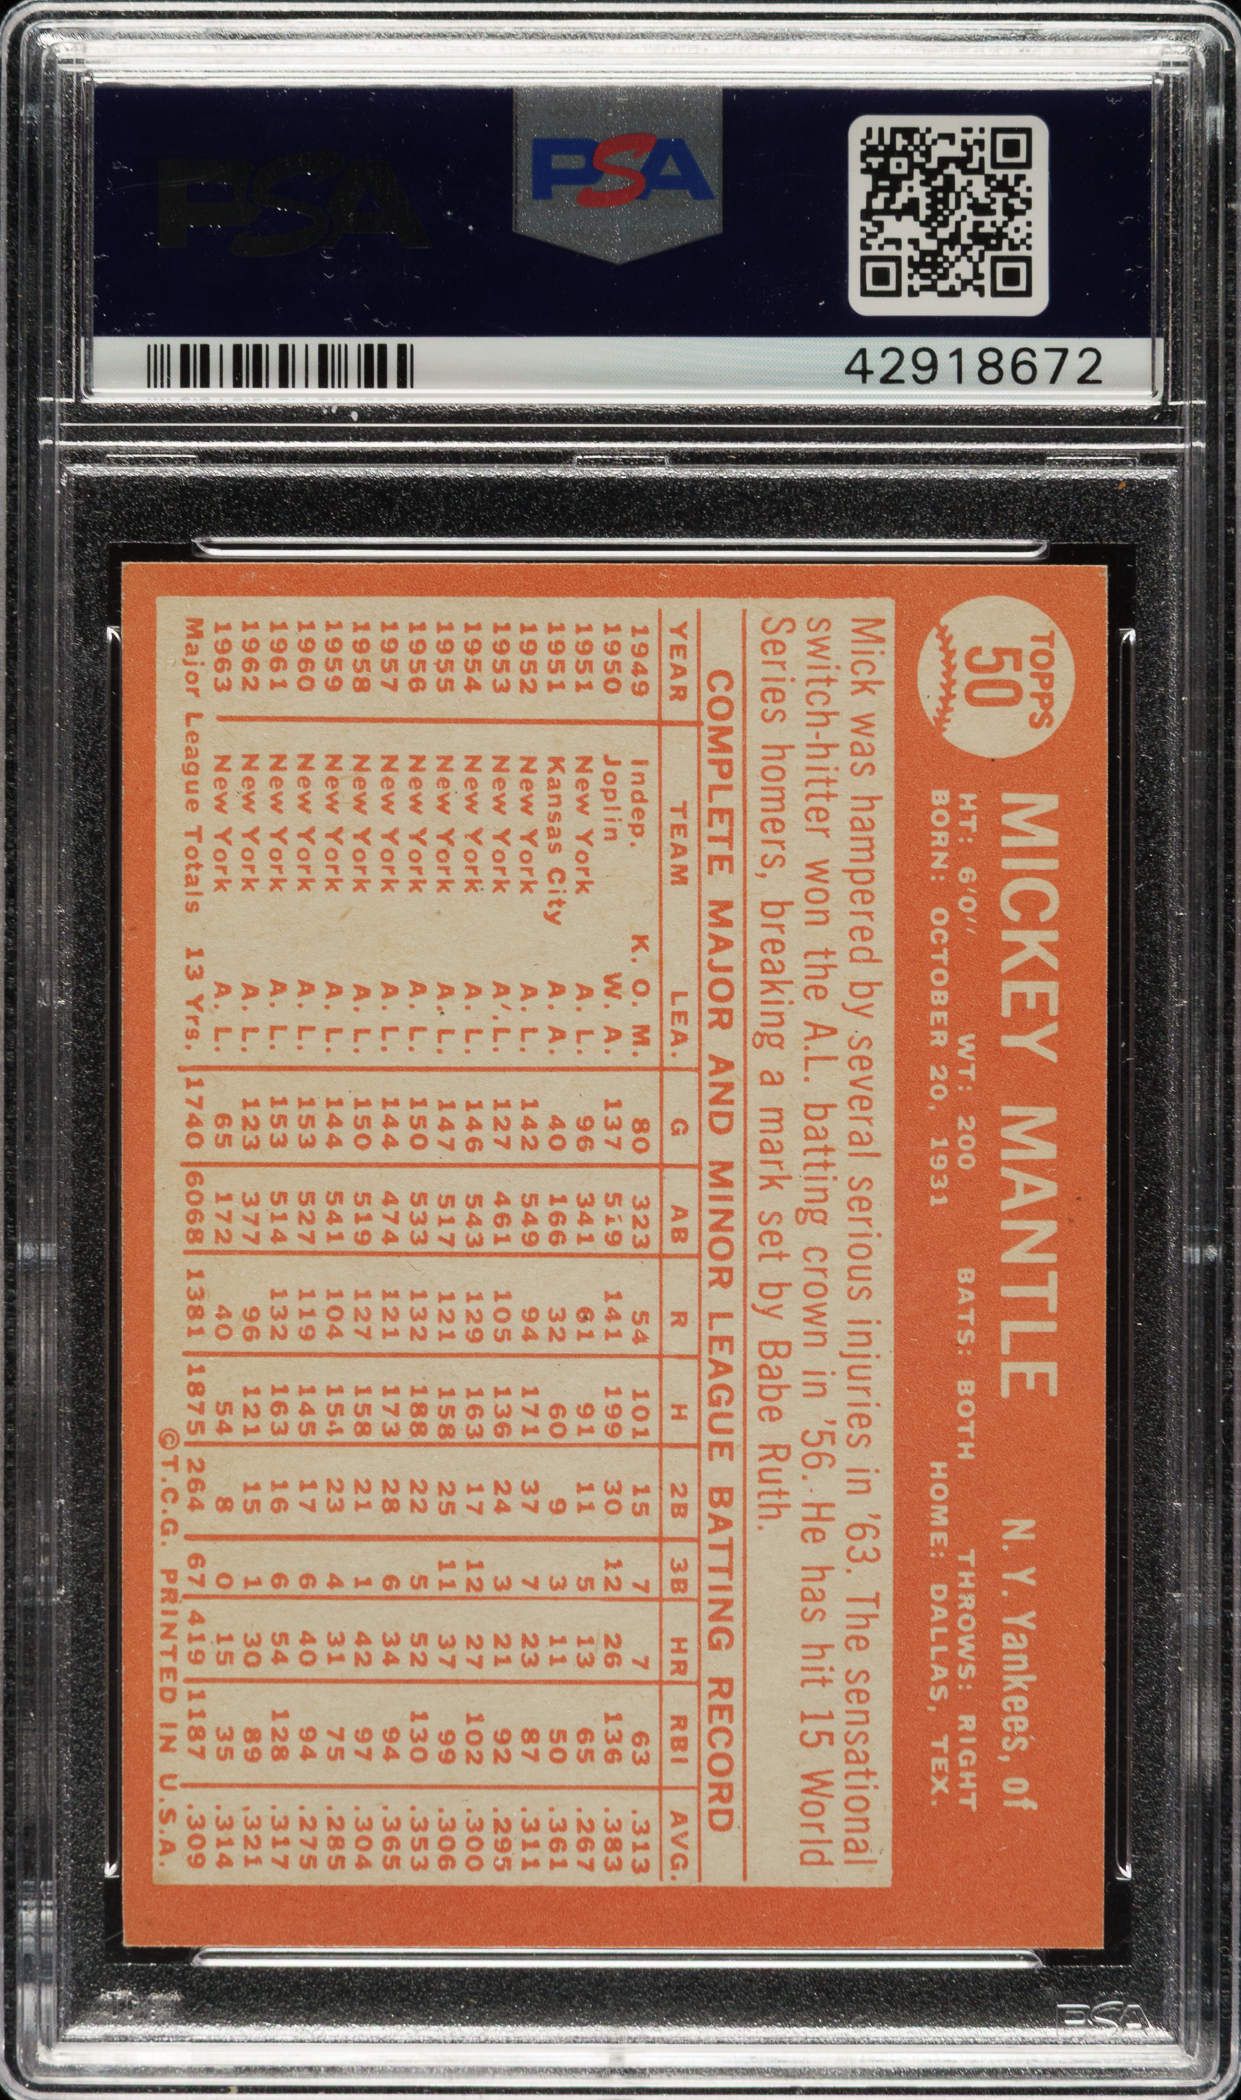 PSA
PSA
42918672
TOPPS
50
MICKEY MANTLE N. Y. Yankees, of
HT: 6'0" WT: 200 BATS: BOTH THROWS: RIGHT
BORN: OCTOBER 20, 1931 HOME: DALLAS, TEX.
Mick was hampered by several serious injuries in '63. The sensational
switch-hitter won the A.L. batting crown in '56. He has hit 15 World
Series homers, breaking a mark set by Babe Ruth.
COMPLETE MAJOR AND MINOR LEAGUE BATTING RECORD
YEAR TEAM LEA. G AB R H 2B 3B HR RBI AVG.
1949 Indep. K. O. M. 80 323 54 101 15 7 7 63 .313
1950 Joplin W. A. 137 519 141 199 30 12 26 136 .383
1951 New York A. L. 96 341 61 91 11 5 13 65 .267
1951 Kansas City A. A. 40 166 32 60 9 3 11 50 .361
1952 New York A. L. 142 549 94 171 37 7 23 87 .311
1953 New York A. L. 127 461 105 136 24 3 21 92 .295
1954 New York A. L. 146 543 129 163 17 12 27 102 .300
1955 New York A. L. 147 517 121 158 25 11 37 99 .306
1956 New York A. L. 150 533 132 188 22 5 52 130 .353
1957 New York A. L. 144 474 121 173 28 6 34 94 .365
1958 New York A. L. 150 519 127 158 21 1 42 97 .304
1959 New York A. L. 144 541 104 154 23 4 31 75 .285
1960 New York A. L. 153 527 119 145 17 6 40 94 .275
1961 New York A. L. 153 514 132 163 16 6 54 128 .317
1962 New York A. L. 123 377 96 121 15 1 30 89 .321
1963 New York A. L. 65 172 40 54 8 0 15 35 .314
Major League Totals 13 Yrs. 1740 6068 1381 1875 264 67 419 1187 .309
©T.C.G. PRINTED IN U.S.A.
PSA